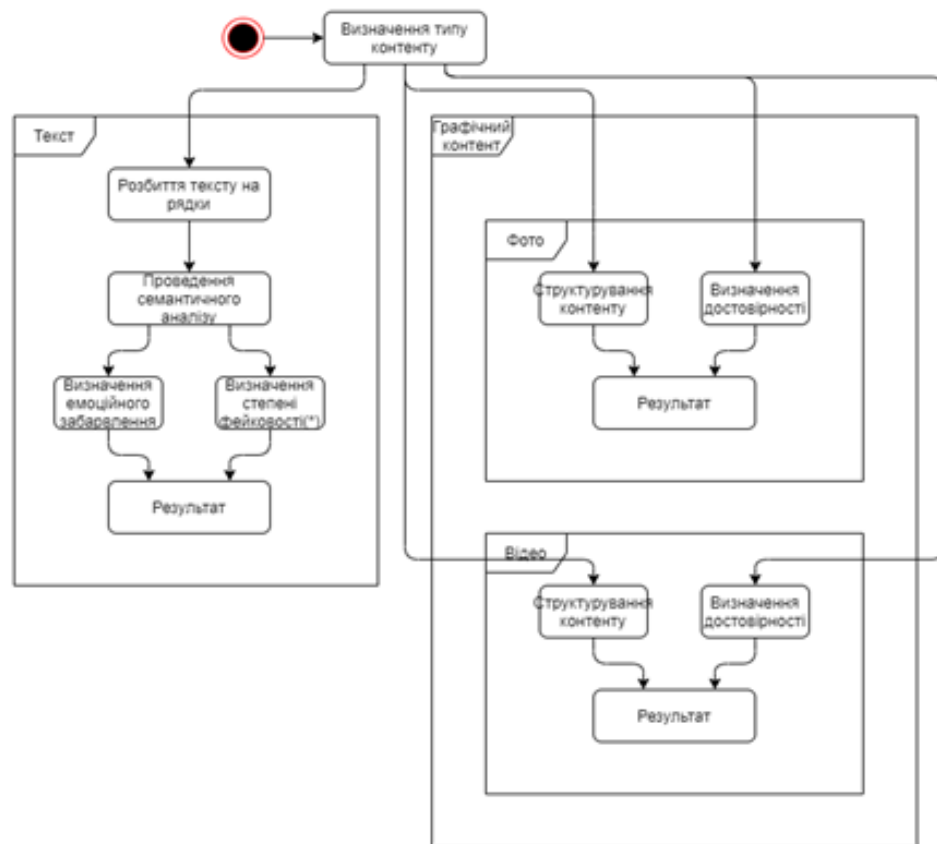 Визначення типу
контенту
Текст
Розбиття тексту на
рядки
Проведення
семантичного
аналізу
Визначення
емоційного
забарвлення
Визначення
степені
фейковості(*)
Результат
Графічний
контент
Фото
Структурування
контенту
Визначення
достовірності
Результат
Відео
Структурування
контенту
Визначення
достовірності
Результат